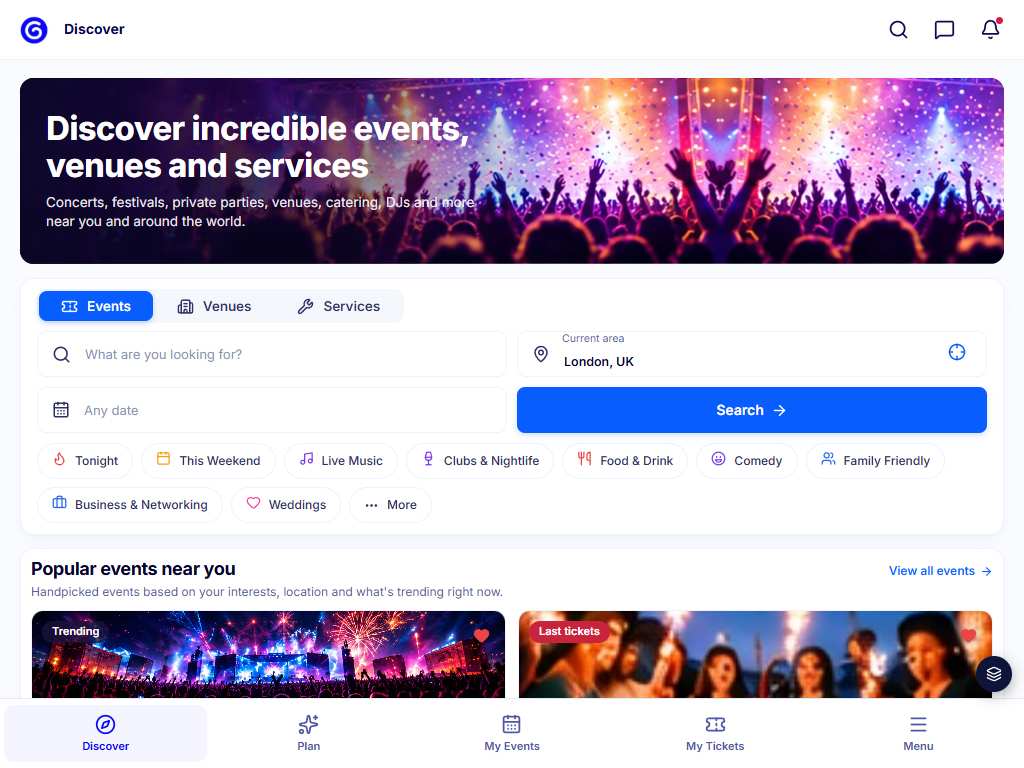 Discover
Discover incredible events,
venues and services
Concerts, festivals, private parties, venues, catering, DJs and more
near you and around the world.
Events
Venues
Services
What are you looking for?
Current area
London, UK
Any date
Search
Tonight
This Weekend
Live Music
Clubs & Nightlife
Food & Drink
Comedy
Family Friendly
Business & Networking
Weddings
More
Popular events near you
View all events
Handpicked events based on your interests, location and what's trending right now.
Trending
Last tickets
Discover
Plan
My Events
My Tickets
Menu